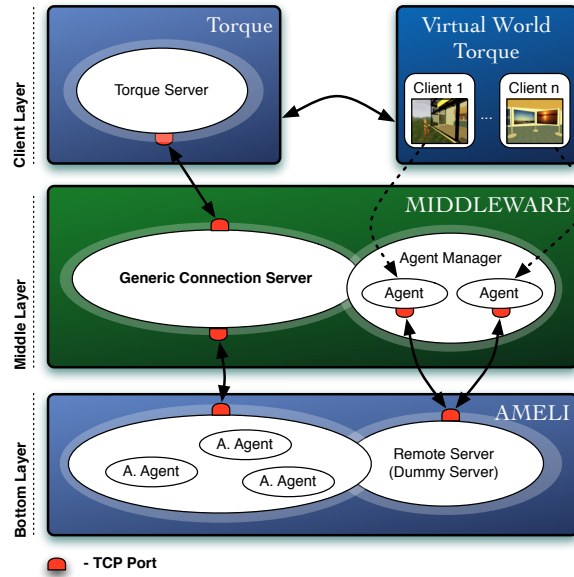 Client Layer
Torque
Torque Server
Virtual World
Torque
Client 1
...
Client n
Middle Layer
MIDDLEWARE
Generic Connection Server
Agent Manager
Agent
Agent
Bottom Layer
AMELI
A. Agent
A. Agent
A. Agent
Remote Server
(Dummy Server)
- TCP Port